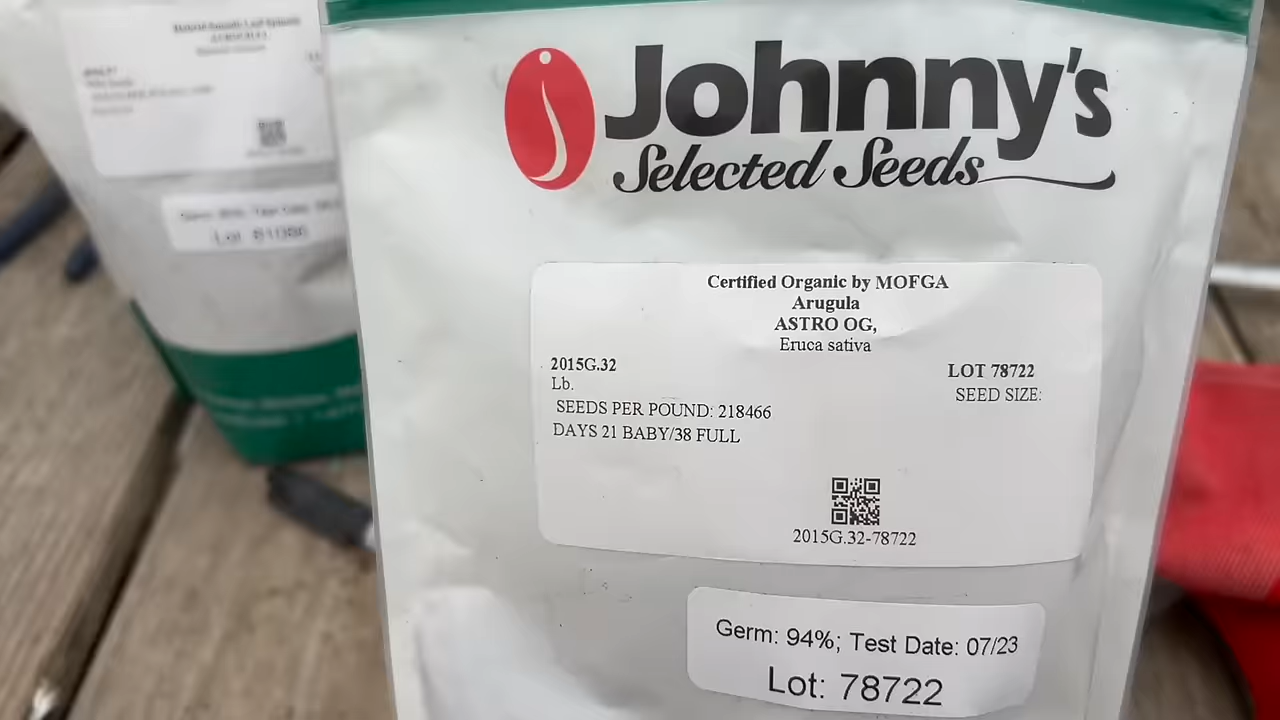 Johnny's
Selected Seeds
Certified Organic by MOFGA
Arugula
ASTRO OG,
Eruca sativa
2015G.32
LOT 78722
Lb.
SEED SIZE:
SEEDS PER POUND: 218466
DAYS 21 BABY/38 FULL
2015G.32-78722
Germ: 94%; Test Date: 07/23
Lot: 78722
Lot